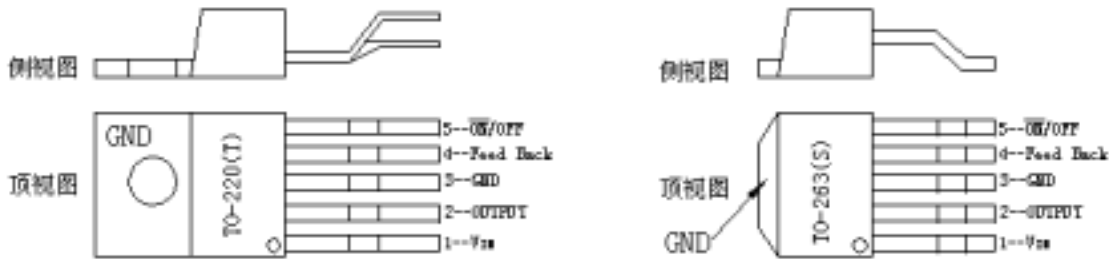 侧视图
GND
TO-220(T)
5--O̅N̅/OFF
4--Feed Back
3--GND
2--OUTPUT
1--VIN
顶视图
侧视图
TO-263(S)
5--O̅N̅/OFF
4--Feed Back
3--GND
2--OUTPUT
1--VIN
顶视图
GND